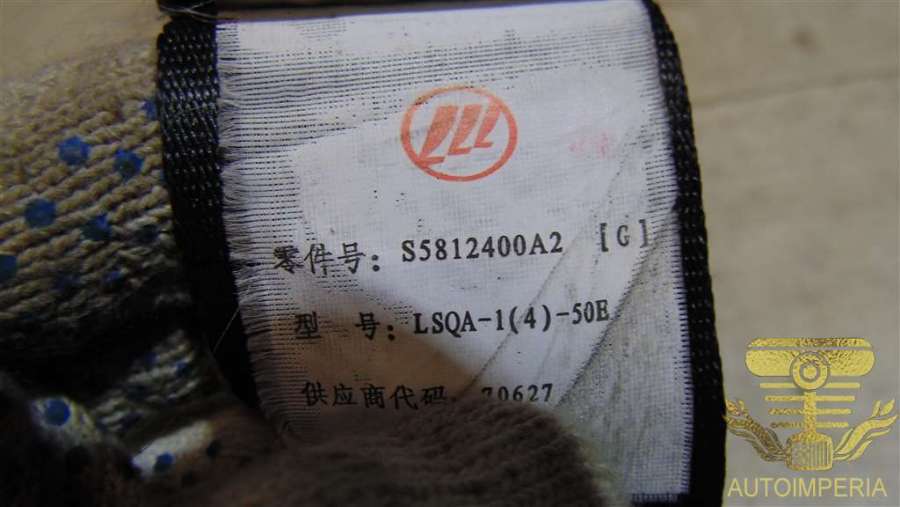 零件号: S5812400A2 [G]
型 号: LSQA-1(4)-50E
供应商代码 70627
AUTOIMPERIA